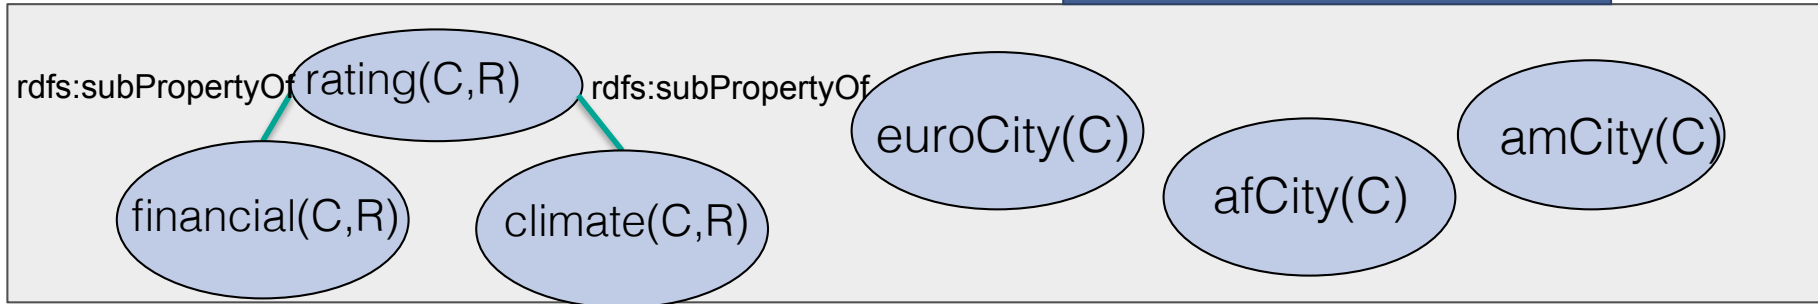 rdfs:subPropertyOf
rating(C,R)
rdfs:subPropertyOf
euroCity(C)
amCity(C)
afCity(C)
financial(C,R)
climate(C,R)